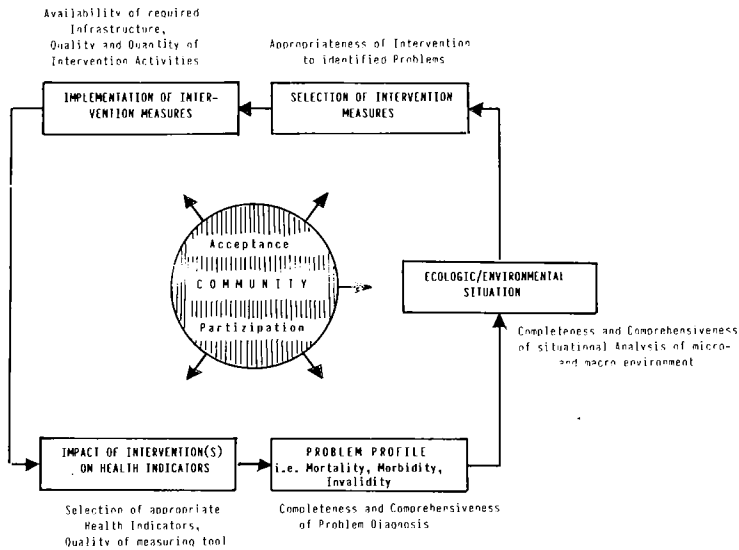 Availability of required
Infrastructure,
Quality and Quantity of
Intervention Activities
Appropriateness of Intervention
to identified Problems
IMPLEMENTATION OF INTER-
VENTION MEASURES
SELECTION OF INTERVENTION
MEASURES
Acceptance
COMMUNITY
Partizipation
ECOLOGIC/ENVIRONMENTAL
SITUATION
Completeness and Comprehensiveness
of situational Analysis of micro-
and macro environment
IMPACT OF INTERVENTION(S)
ON HEALTH INDICATORS
PROBLEM PROFILE
i.e. Mortality, Morbidity,
Invalidity
Selection of appropriate
Health Indicators,
Quality of measuring tool
Completeness and Comprehensiveness
of Problem Diagnosis